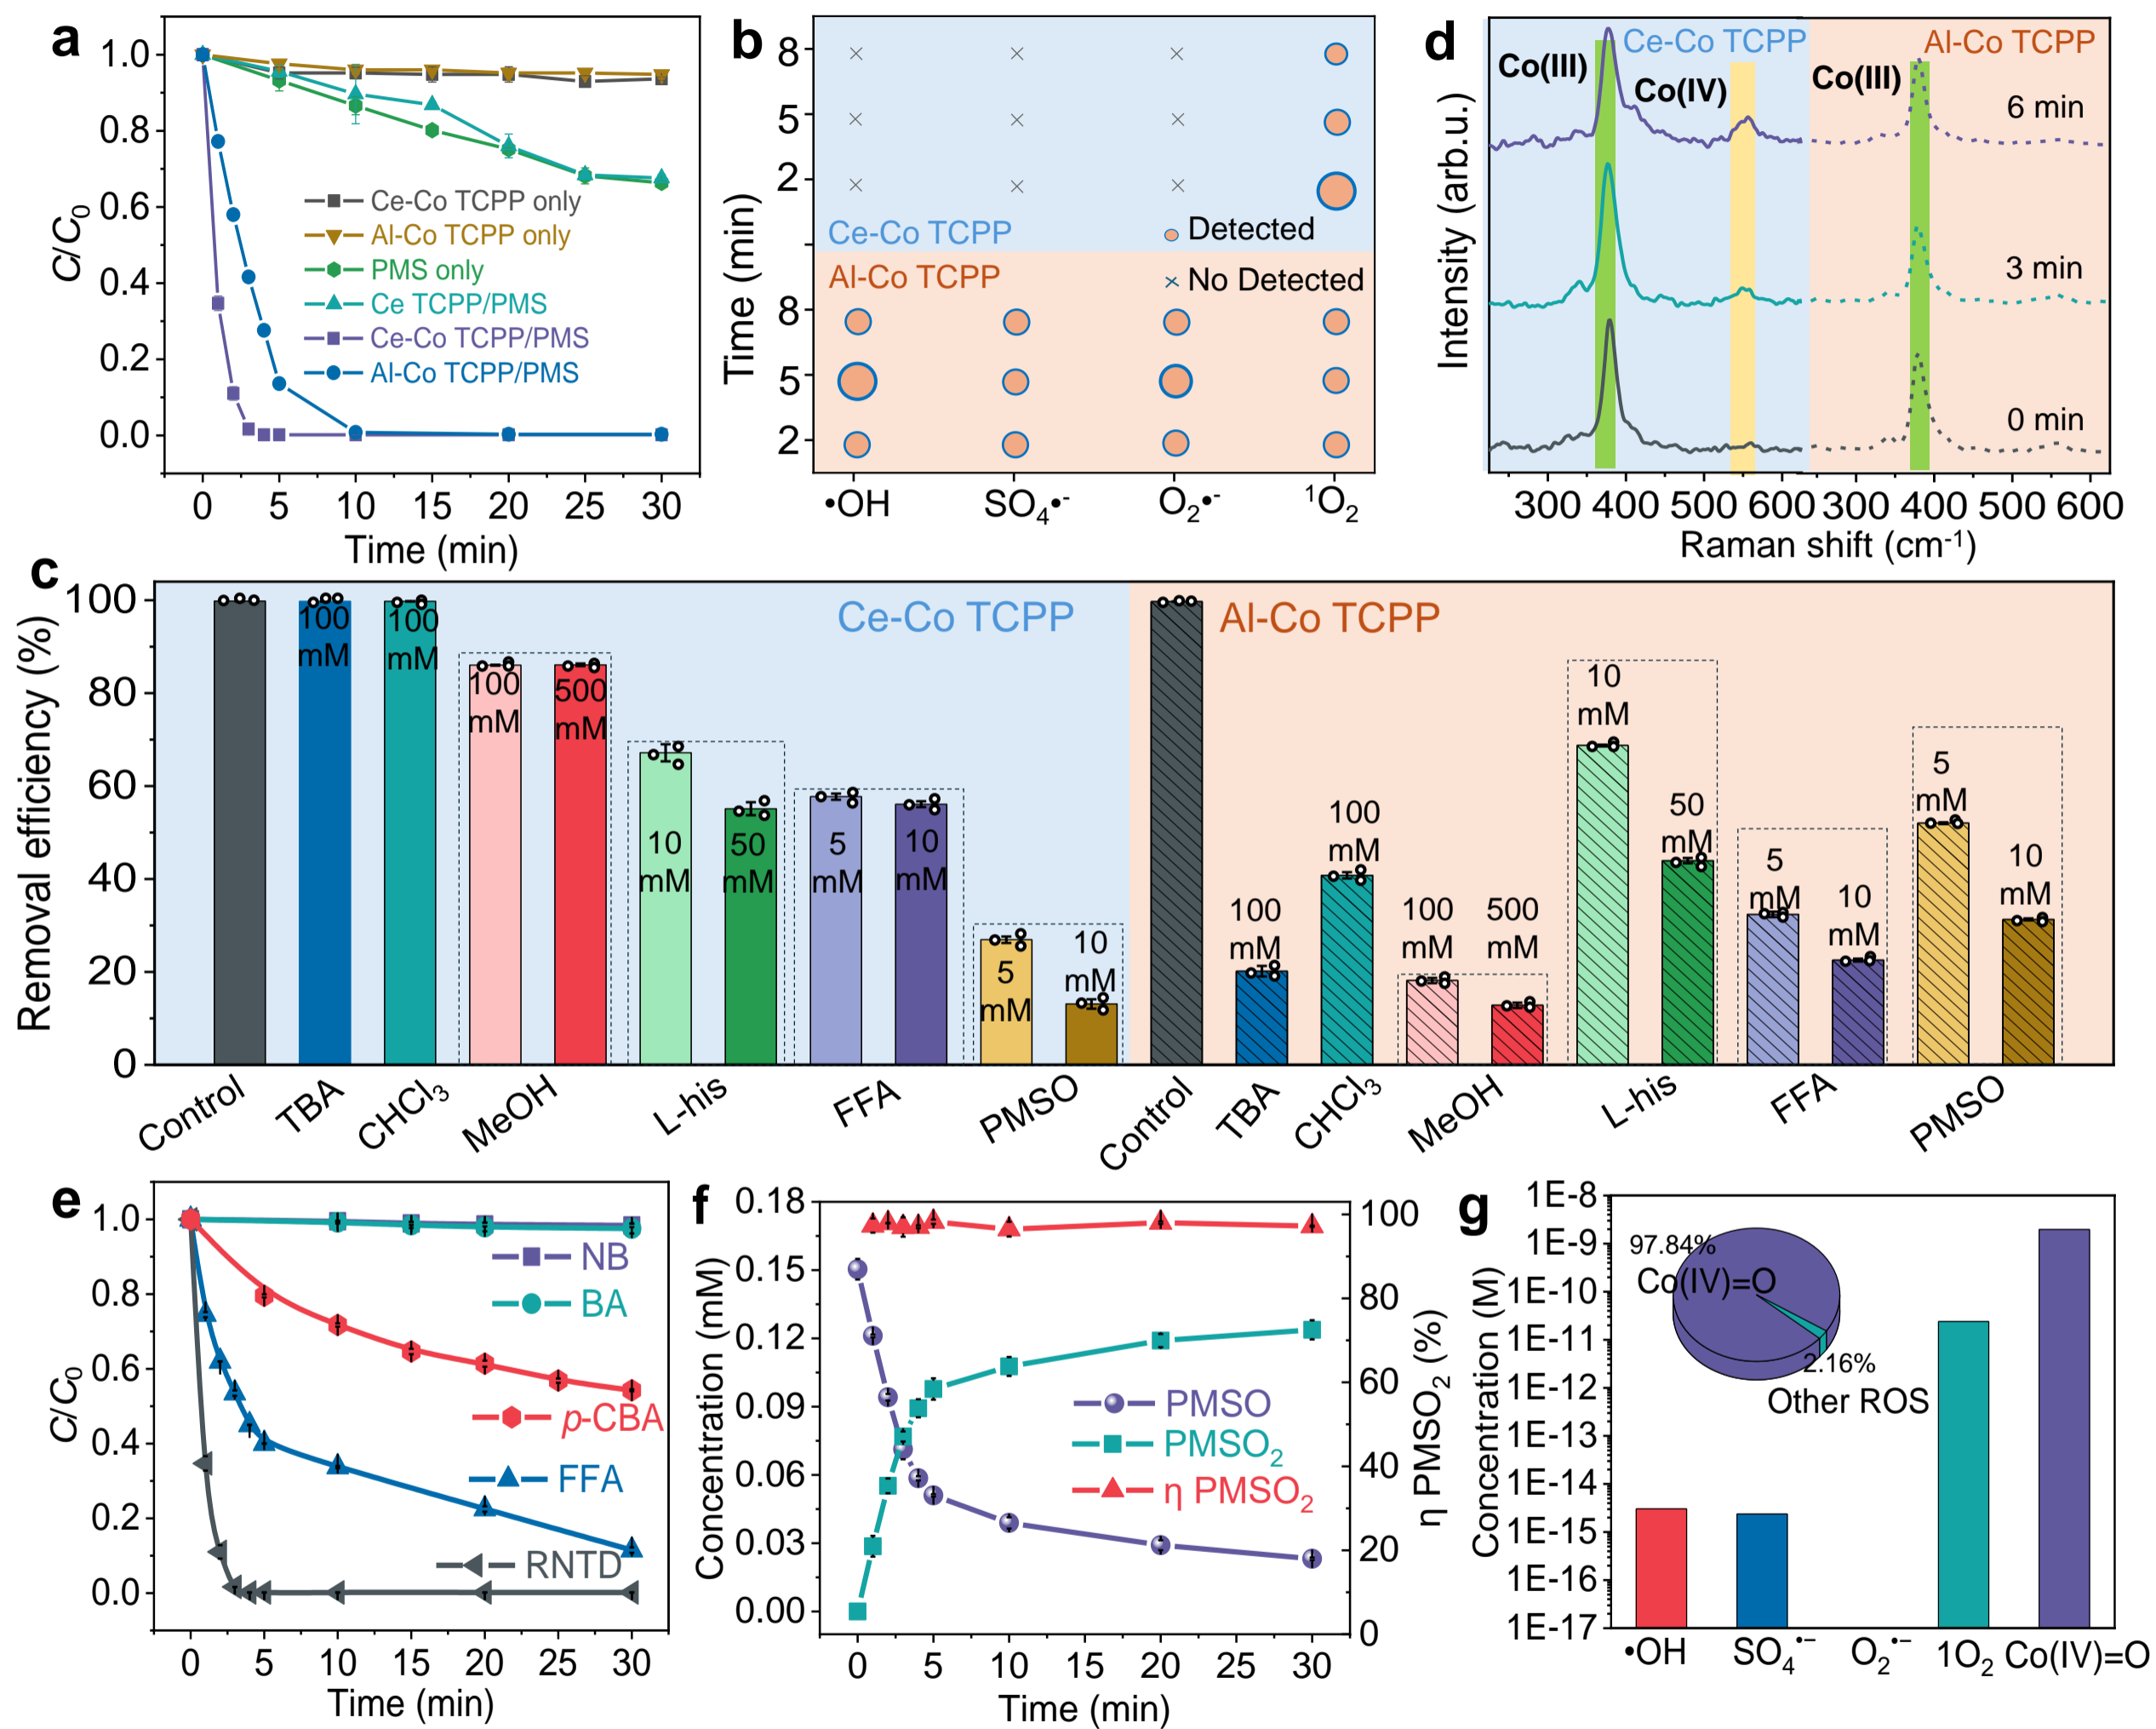 a
1.0
0.8
0.6
0.4
0.2
0.0
C/C0
Ce-Co TCPP only
Al-Co TCPP only
PMS only
Ce TCPP/PMS
Ce-Co TCPP/PMS
Al-Co TCPP/PMS
0 5 10 15 20 25 30
Time (min)
b
8
5
2
8
5
2
Time (min)
Ce-Co TCPP
Detected
Al-Co TCPP
No Detected
•OH SO₄•⁻ O₂•⁻ ¹O₂
d
Intensity (arb.u.)
Ce-Co TCPP Al-Co TCPP
Co(III)
Co(IV)
Co(III)
6 min
3 min
0 min
300 400 500 600 300 400 500 600
Raman shift (cm⁻¹)
c
Removal efficiency (%)
100
80
60
40
20
0
Ce-Co TCPP
Al-Co TCPP
100 mM
100 mM
100 mM
500 mM
10 mM
50 mM
5 mM
10 mM
5 mM
10 mM
100 mM
100 mM
100 mM
500 mM
10 mM
50 mM
5 mM
10 mM
5 mM
10 mM
Control TBA CHCl₃ MeOH L-his FFA PMSO Control TBA CHCl₃ MeOH L-his FFA PMSO
e
1.0
0.8
0.6
0.4
0.2
0.0
C/C0
NB
BA
p-CBA
FFA
RNTD
0 5 10 15 20 25 30
Time (min)
f
0.18
0.15
0.12
0.09
0.06
0.03
0.00
Concentration (mM)
PMSO
PMSO₂
η PMSO₂
100
80
60
40
20
0
η PMSO₂ (%)
0 5 10 15 20 25 30
Time (min)
g
Concentration (M)
1E-8
1E-9
1E-10
1E-11
1E-12
1E-13
1E-14
1E-15
1E-16
1E-17
97.84%
Co(IV)=O
2.16%
Other ROS
•OH SO₄•⁻ O₂•⁻ 1O₂ Co(IV)=O